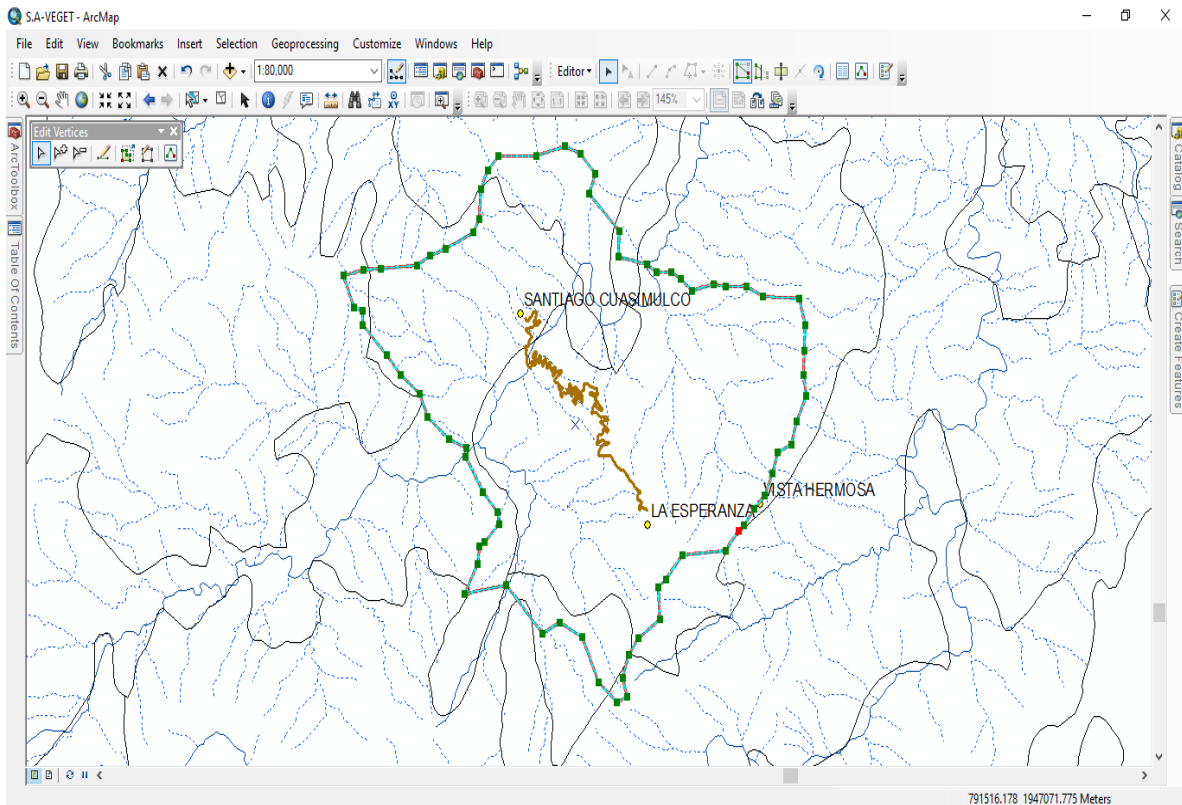 S.A-VEGET - ArcMap
File Edit View Bookmarks Insert Selection Geoprocessing Customize Windows Help
1:80,000
Editor
145%
Edit Vertices
ArcToolbox
Table Of Contents
Catalog
Search
Create Features
SANTIAGO CUASIMULCO
VISTA HERMOSA
LA ESPERANZA
791516.178 1947071.775 Meters